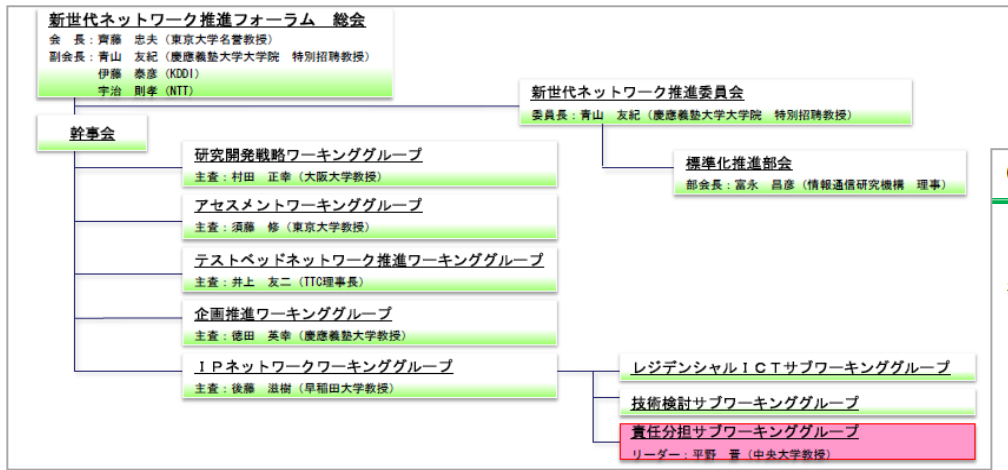 新世代ネットワーク推進フォーラム　総会
会　長：齊藤　忠夫（東京大学名誉教授）
副会長：青山　友紀（慶應義塾大学大学院　特別招聘教授）
伊藤　泰彦（KDDI）
宇治　則孝（NTT）
幹事会
新世代ネットワーク推進委員会
委員長：青山　友紀（慶應義塾大学大学院　特別招聘教授）
標準化推進部会
部会長：富永　昌彦（情報通信研究機構　理事）
研究開発戦略ワーキンググループ
主査：村田　正幸（大阪大学教授）
アセスメントワーキンググループ
主査：須藤　修（東京大学教授）
テストベッドネットワーク推進ワーキンググループ
主査：井上　友二（TTC理事長）
企画推進ワーキンググループ
主査：徳田　英幸（慶應義塾大学教授）
ＩＰネットワークワーキンググループ
主査：後藤　滋樹（早稲田大学教授）
レジデンシャルＩＣＴサブワーキンググループ
技術検討サブワーキンググループ
責任分担サブワーキンググループ
リーダー：平野　晋（中央大学教授）